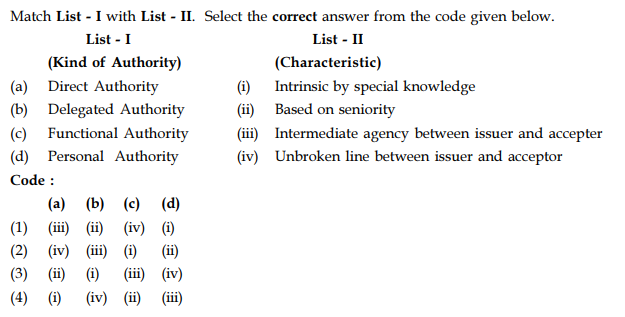 Match List - I with List - II. Select the correct answer from the code given below.
List - I List - II
(Kind of Authority) (Characteristic)
(a) Direct Authority (i) Intrinsic by special knowledge
(b) Delegated Authority (ii) Based on seniority
(c) Functional Authority (iii) Intermediate agency between issuer and accepter
(d) Personal Authority (iv) Unbroken line between issuer and acceptor
Code :
(a) (b) (c) (d)
(1) (iii) (ii) (iv) (i)
(2) (iv) (iii) (i) (ii)
(3) (ii) (i) (iii) (iv)
(4) (i) (iv) (ii) (iii)